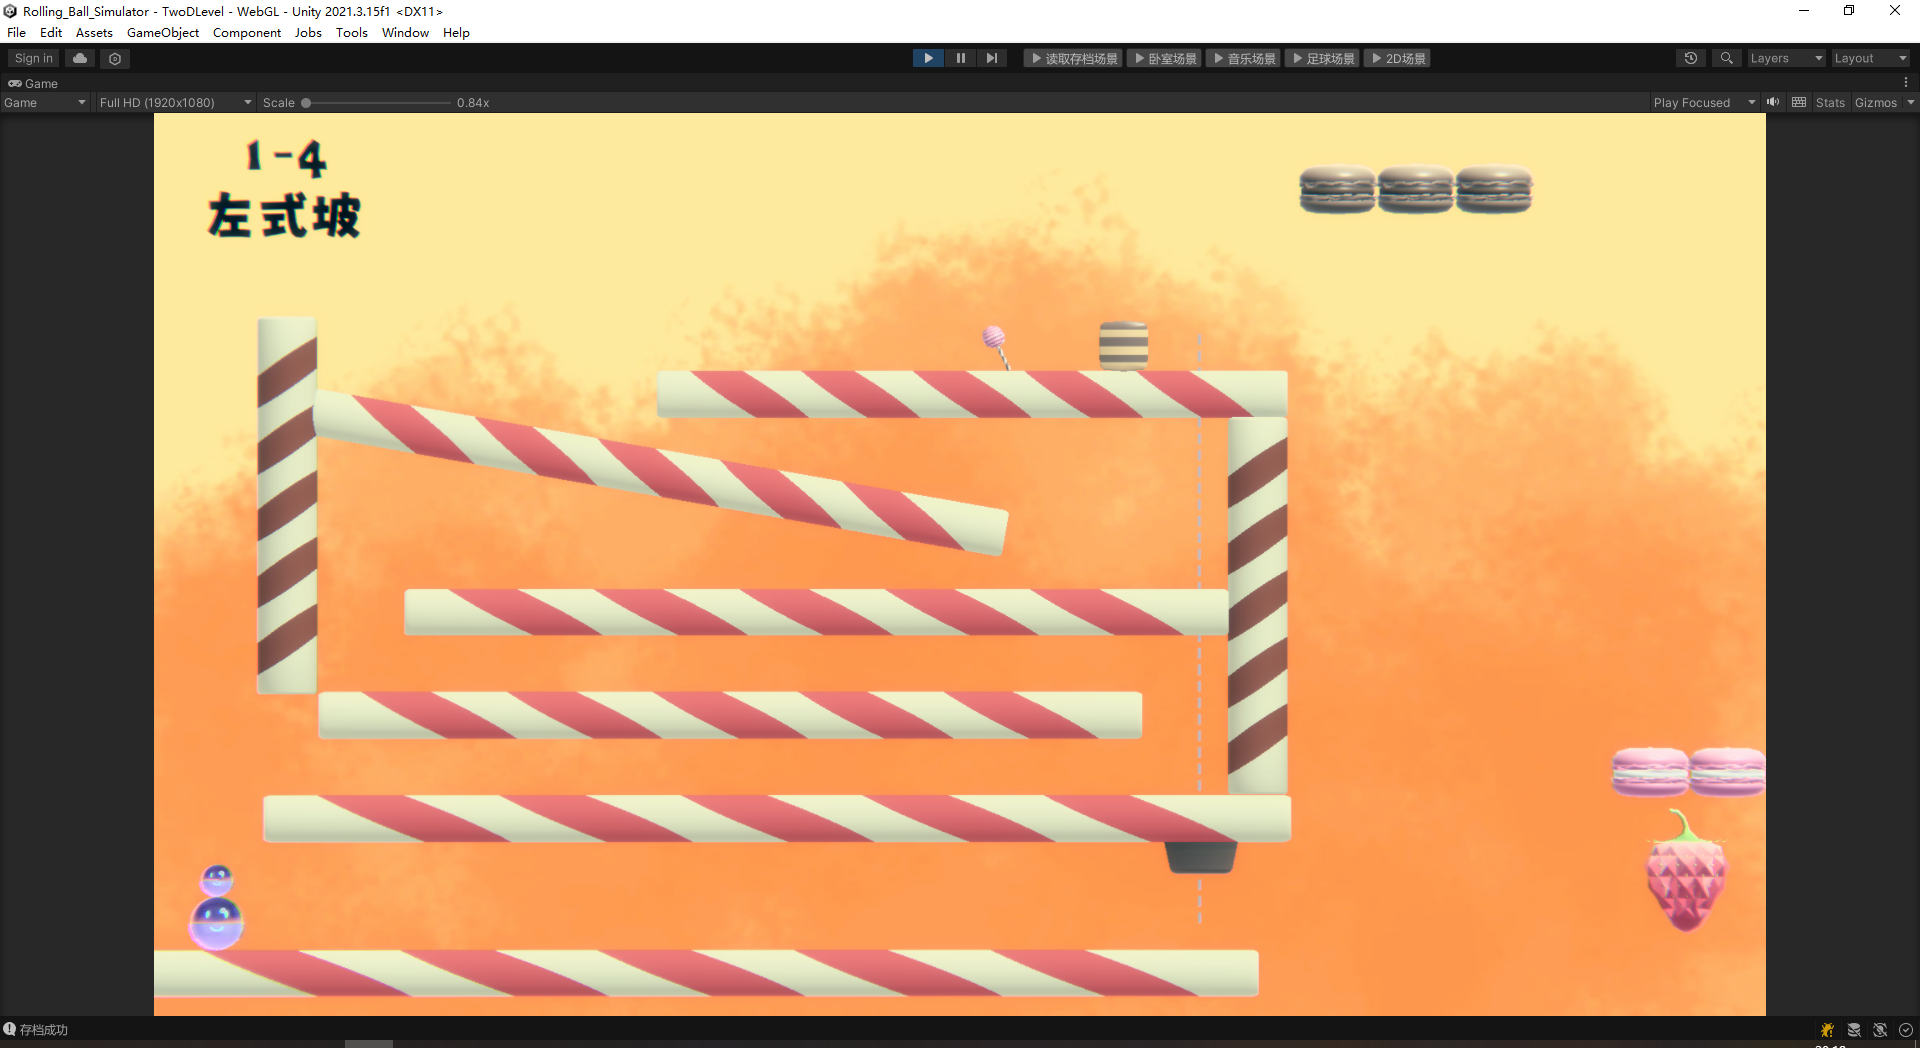 Rolling_Ball_Simulator - TwoDLevel - WebGL - Unity 2021.3.15f1 <DX11>
File Edit Assets GameObject Component Jobs Tools Window Help
Sign in 读取存档场景 卧室场景 音乐场景 足球场景 2D场景 Layers Layout
Game
Game Full HD (1920x1080) Scale 0.84x Play Focused Stats Gizmos
1-4
左式坡
存档成功